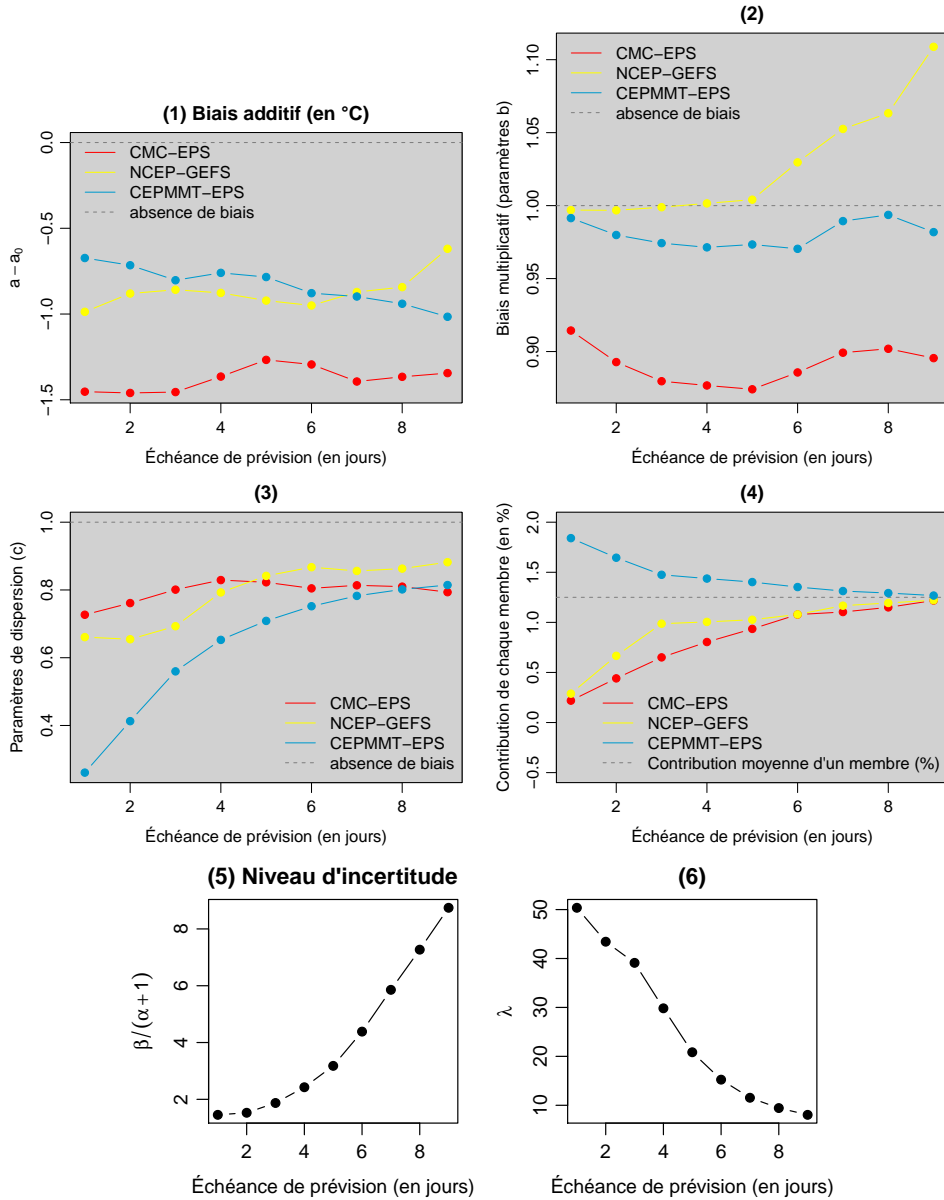 (1) Biais additif (en °C)
a − a0
0.0
−0.5
−1.0
−1.5
CMC−EPS
NCEP−GEFS
CEPMMT−EPS
absence de biais
2 4 6 8
Échéance de prévision (en jours)
(2)
Biais multiplicatif (paramètres b)
1.10
1.05
1.00
0.95
0.90
CMC−EPS
NCEP−GEFS
CEPMMT−EPS
absence de biais
2 4 6 8
Échéance de prévision (en jours)
(3)
Paramètres de dispersion (c)
1.0
0.8
0.6
0.4
CMC−EPS
NCEP−GEFS
CEPMMT−EPS
absence de biais
2 4 6 8
Échéance de prévision (en jours)
(4)
Contribution de chaque membre (en %)
2.0
1.5
1.0
0.5
0.0
−0.5
CMC−EPS
NCEP−GEFS
CEPMMT−EPS
Contribution moyenne d'un membre (%)
2 4 6 8
Échéance de prévision (en jours)
(5) Niveau d'incertitude
β/(α+1)
8
6
4
2
2 4 6 8
Échéance de prévision (en jours)
(6)
λ
50
40
30
20
10
2 4 6 8
Échéance de prévision (en jours)